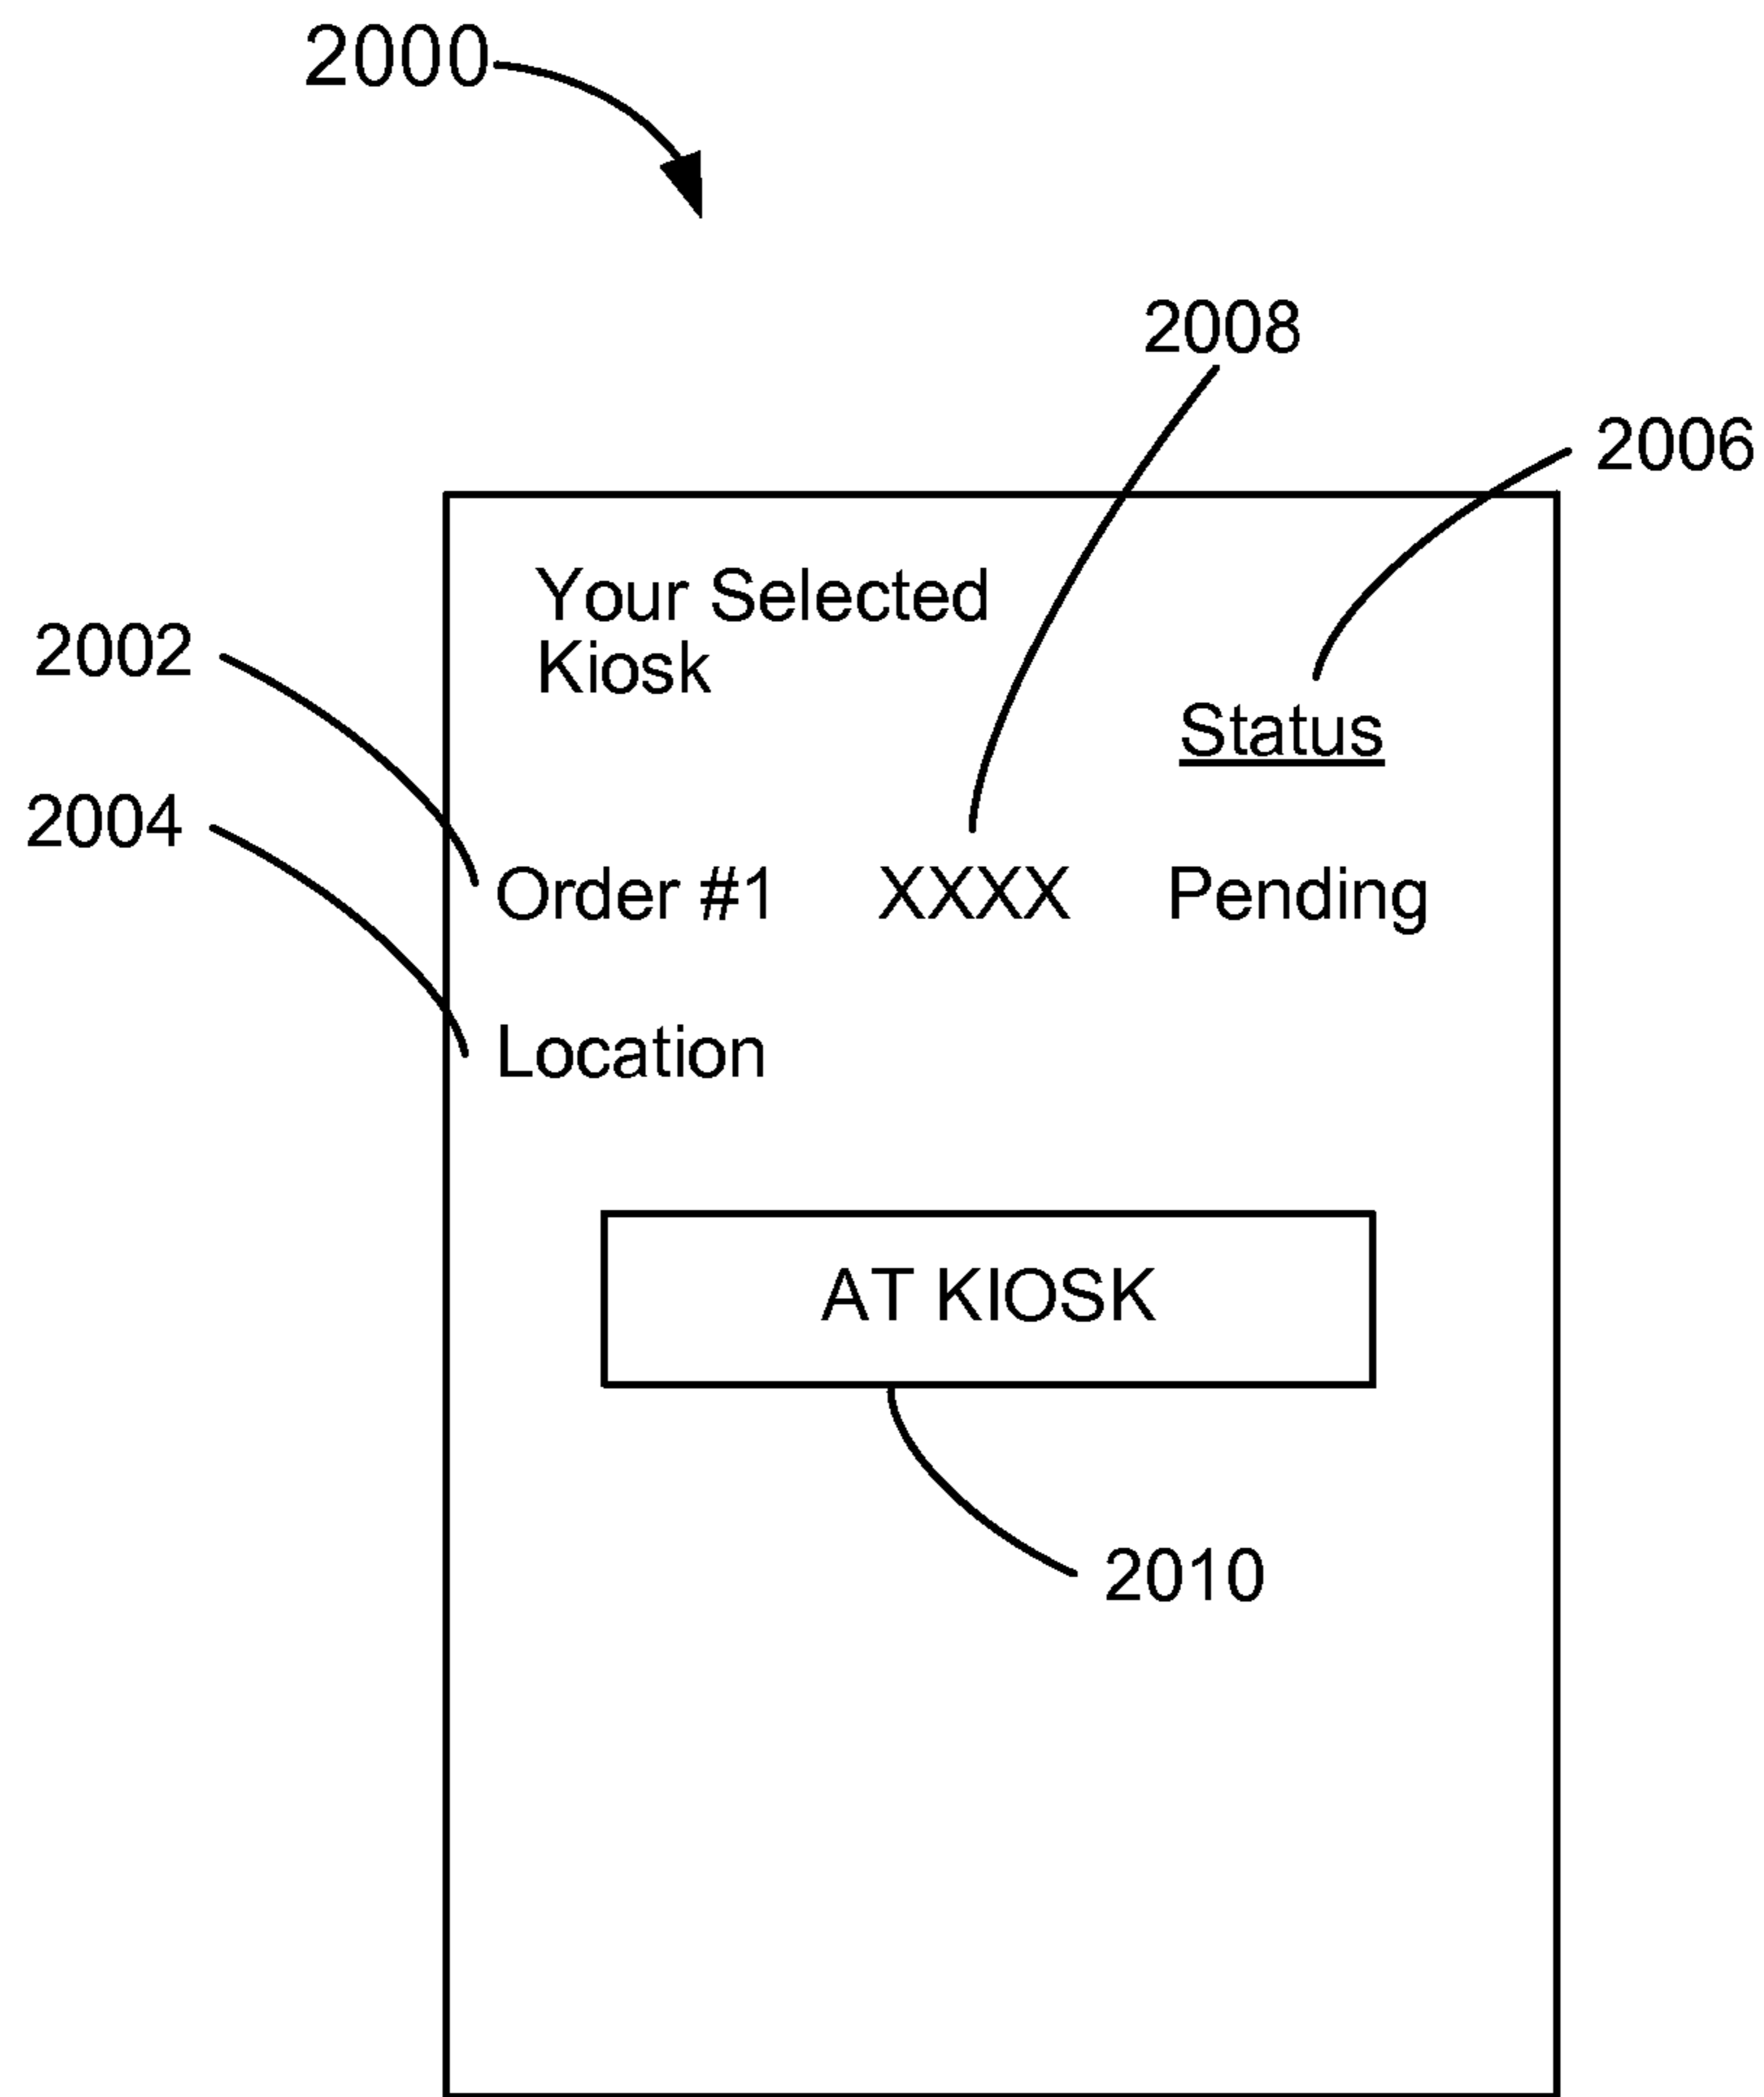 2000
2008
2006
Your Selected
Kiosk
2002
Status
2004
Order #1 XXXX Pending
Location
AT KIOSK
2010